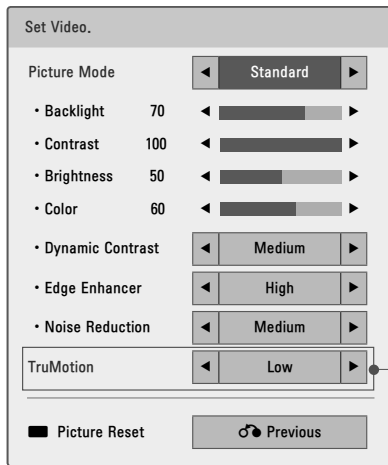 Set Video.
Picture Mode ◄ Standard ►
• Backlight 70 ◄ ►
• Contrast 100 ◄ ►
• Brightness 50 ◄ ►
• Color 60 ◄ ►
• Dynamic Contrast ◄ Medium ►
• Edge Enhancer ◄ High ►
• Noise Reduction ◄ Medium ►
TruMotion ◄ Low ►
Picture Reset Previous